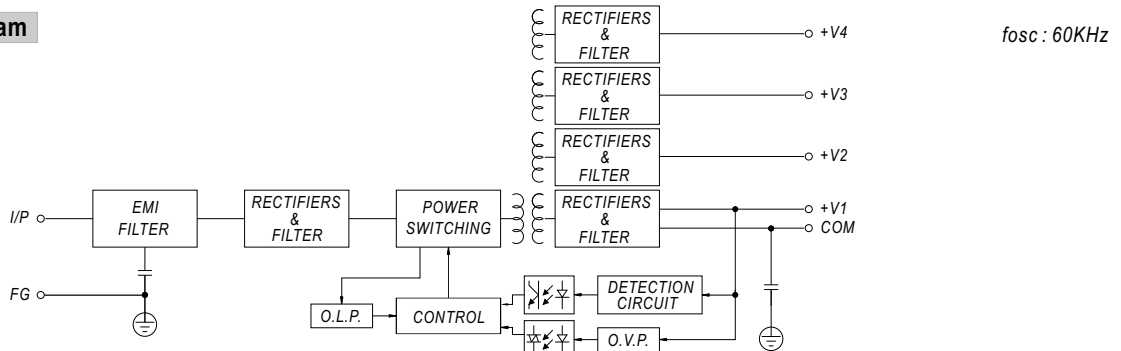 am
fosc : 60KHz
RECTIFIERS
&
FILTER
+V4
RECTIFIERS
&
FILTER
+V3
RECTIFIERS
&
FILTER
+V2
I/P
EMI
FILTER
RECTIFIERS
&
FILTER
POWER
SWITCHING
RECTIFIERS
&
FILTER
+V1
COM
FG
O.L.P.
CONTROL
DETECTION
CIRCUIT
O.V.P.